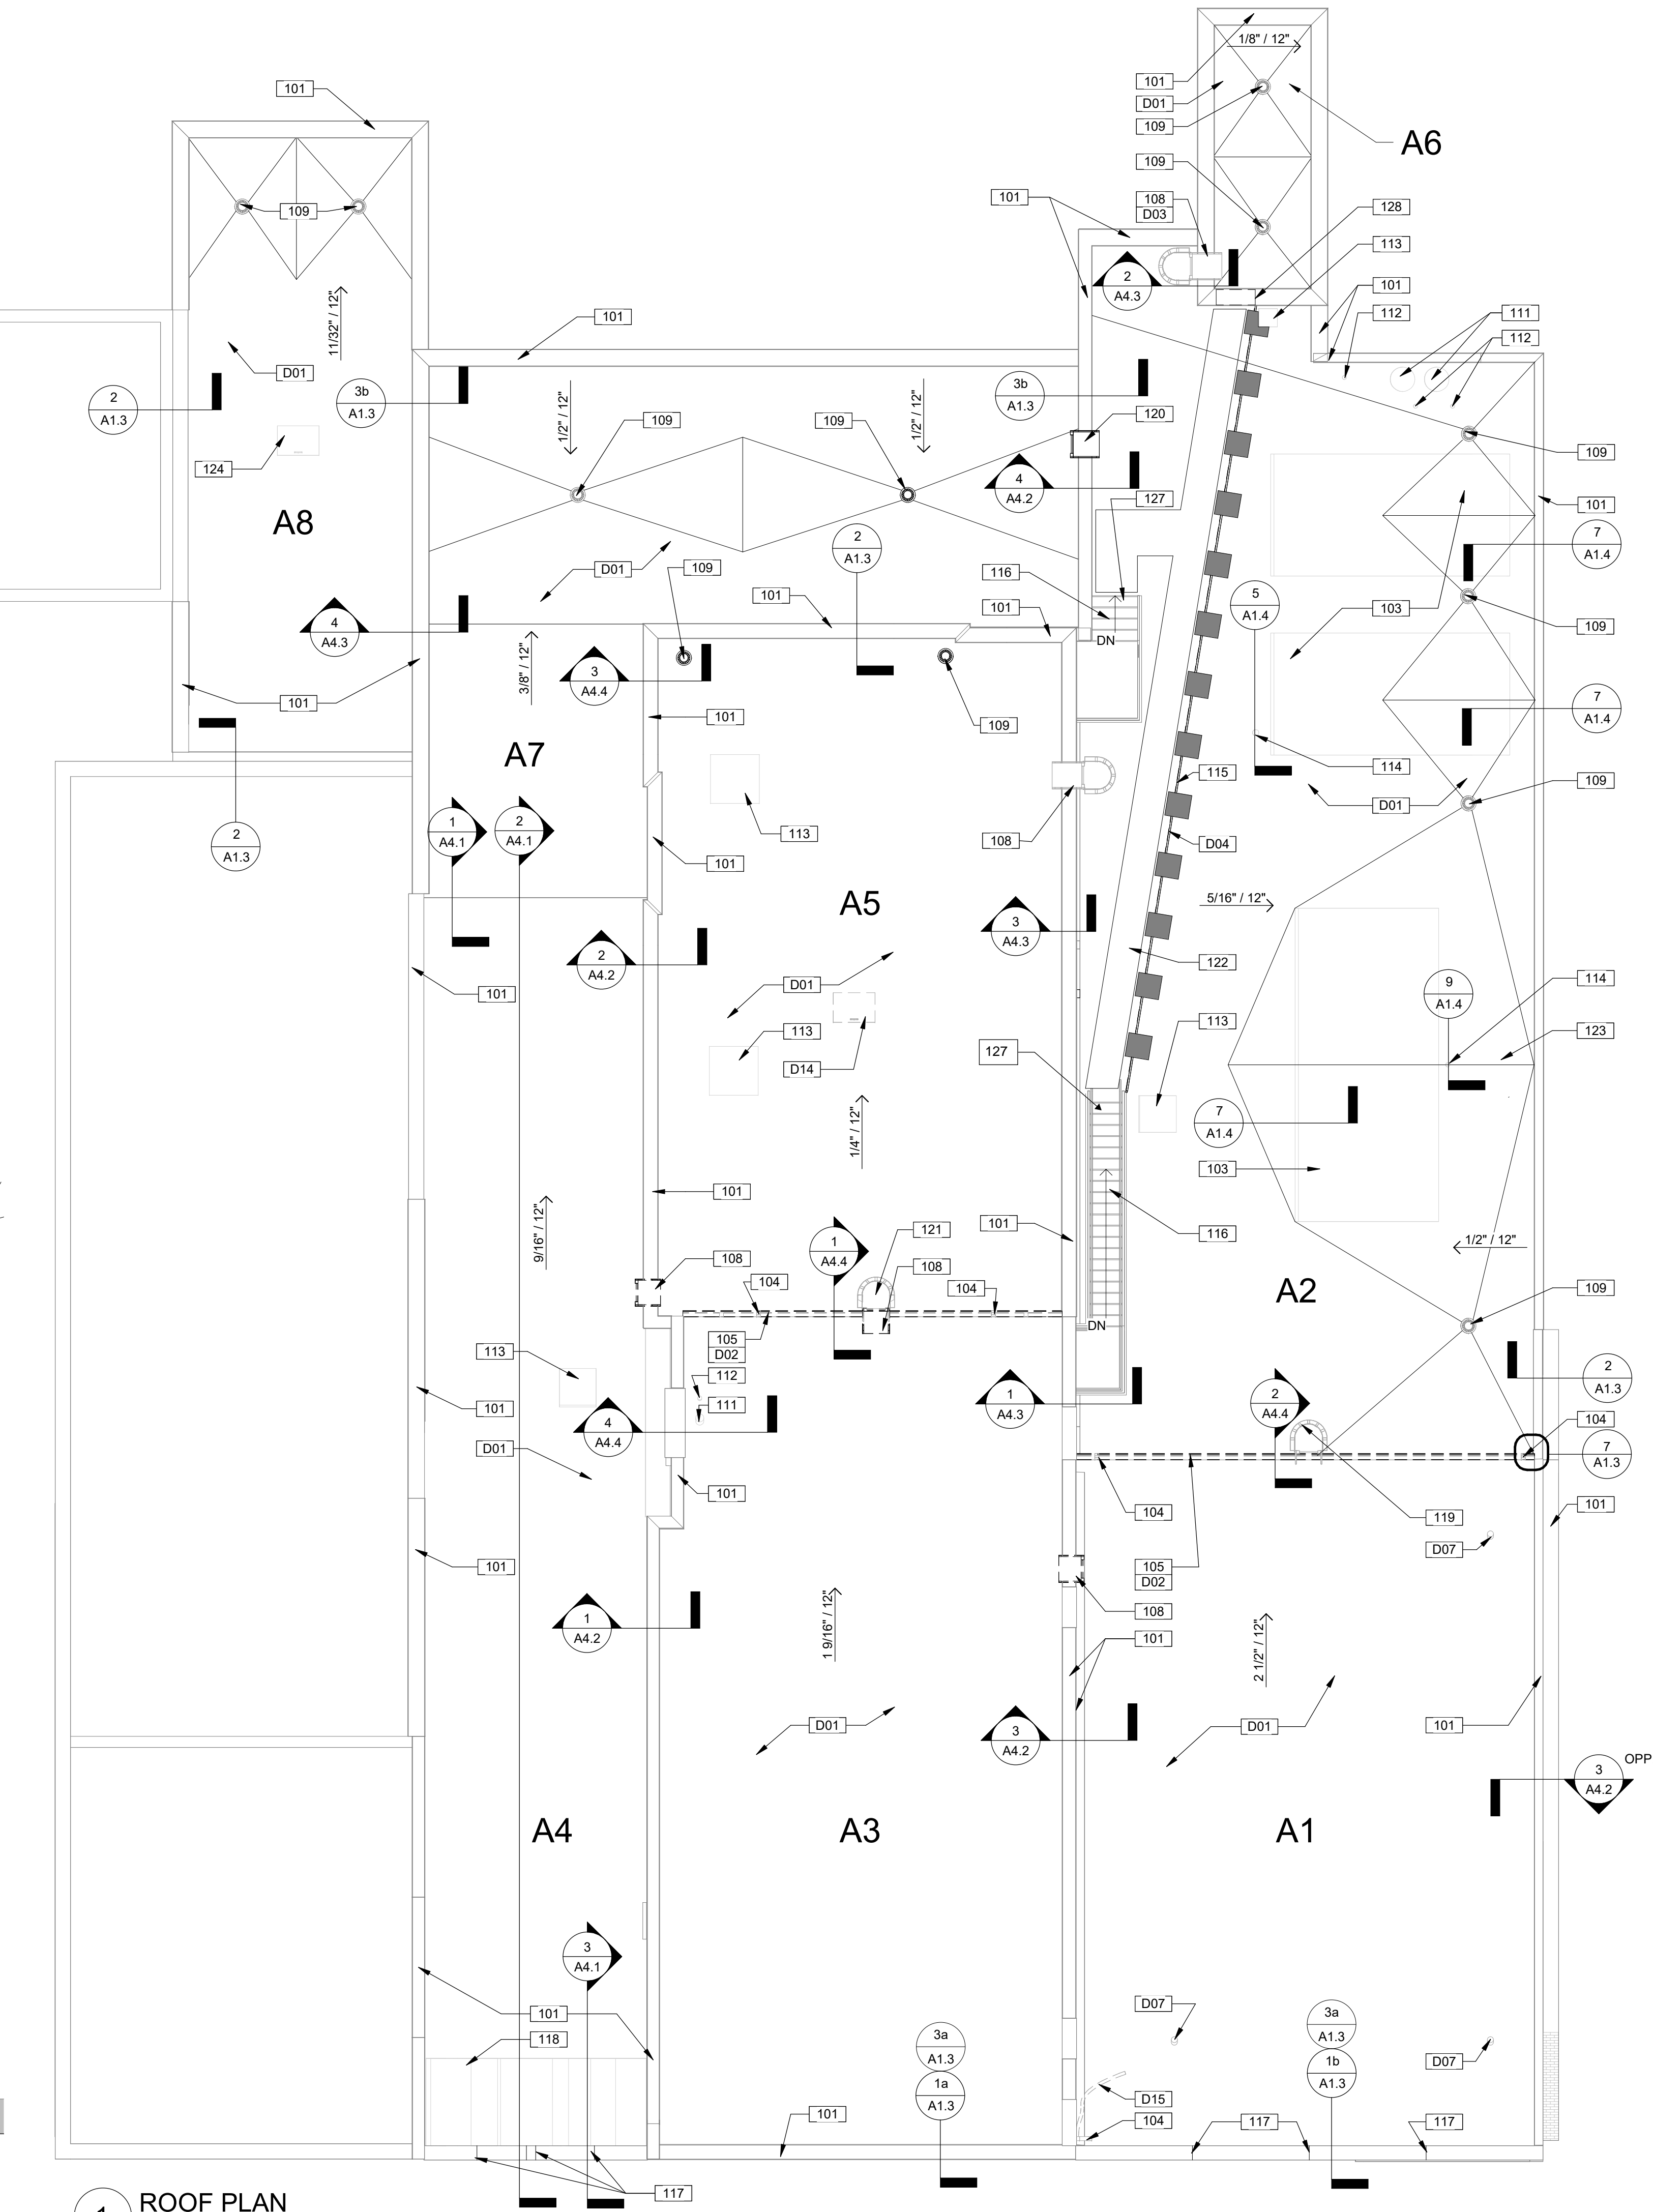 1/8" / 12"
101
101
D01
109
A6
109
101
108
D03
128
109
113
2
A4.3
101
112
111
112
101
11/32" / 12"
D01
2
A1.3
3b
A1.3
1/2" / 12"
1/2" / 12"
3b
A1.3
120
109
109
109
124
4
A4.2
127
101
A8
2
A1.3
7
A1.4
D01
109
116
5
A1.4
101
101
103
4
A4.3
DN
109
3/8" / 12"
3
A4.4
101
101
109
7
A1.4
A7
115
114
109
113
D01
1
A4.1
2
A4.1
2
A1.3
101
108
D04
A5
5/16" / 12"
3
A4.3
2
A4.2
122
D01
101
9
A1.4
114
113
113
123
127
D14
1/4" / 12"
7
A1.4
103
101
9/16" / 12"
101
121
116
1
A4.4
1/2" / 12"
108
108
104
104
A2
109
DN
105
D02
113
112
2
A1.3
1
A4.3
2
A4.4
101
111
104
4
A4.4
D01
7
A1.3
101
104
101
119
D07
101
105
D02
108
1
A4.2
1 9/16" / 12"
101
2 1/2" / 12"
D01
D01
101
3
A4.2
3
A4.2
OPP
A4
A3
A1
3
A4.1
D07
101
3a
A1.3
3a
A1.3
118
D07
1a
A1.3
1b
A1.3
D15
101
104
117
117
117
1
ROOF PLAN